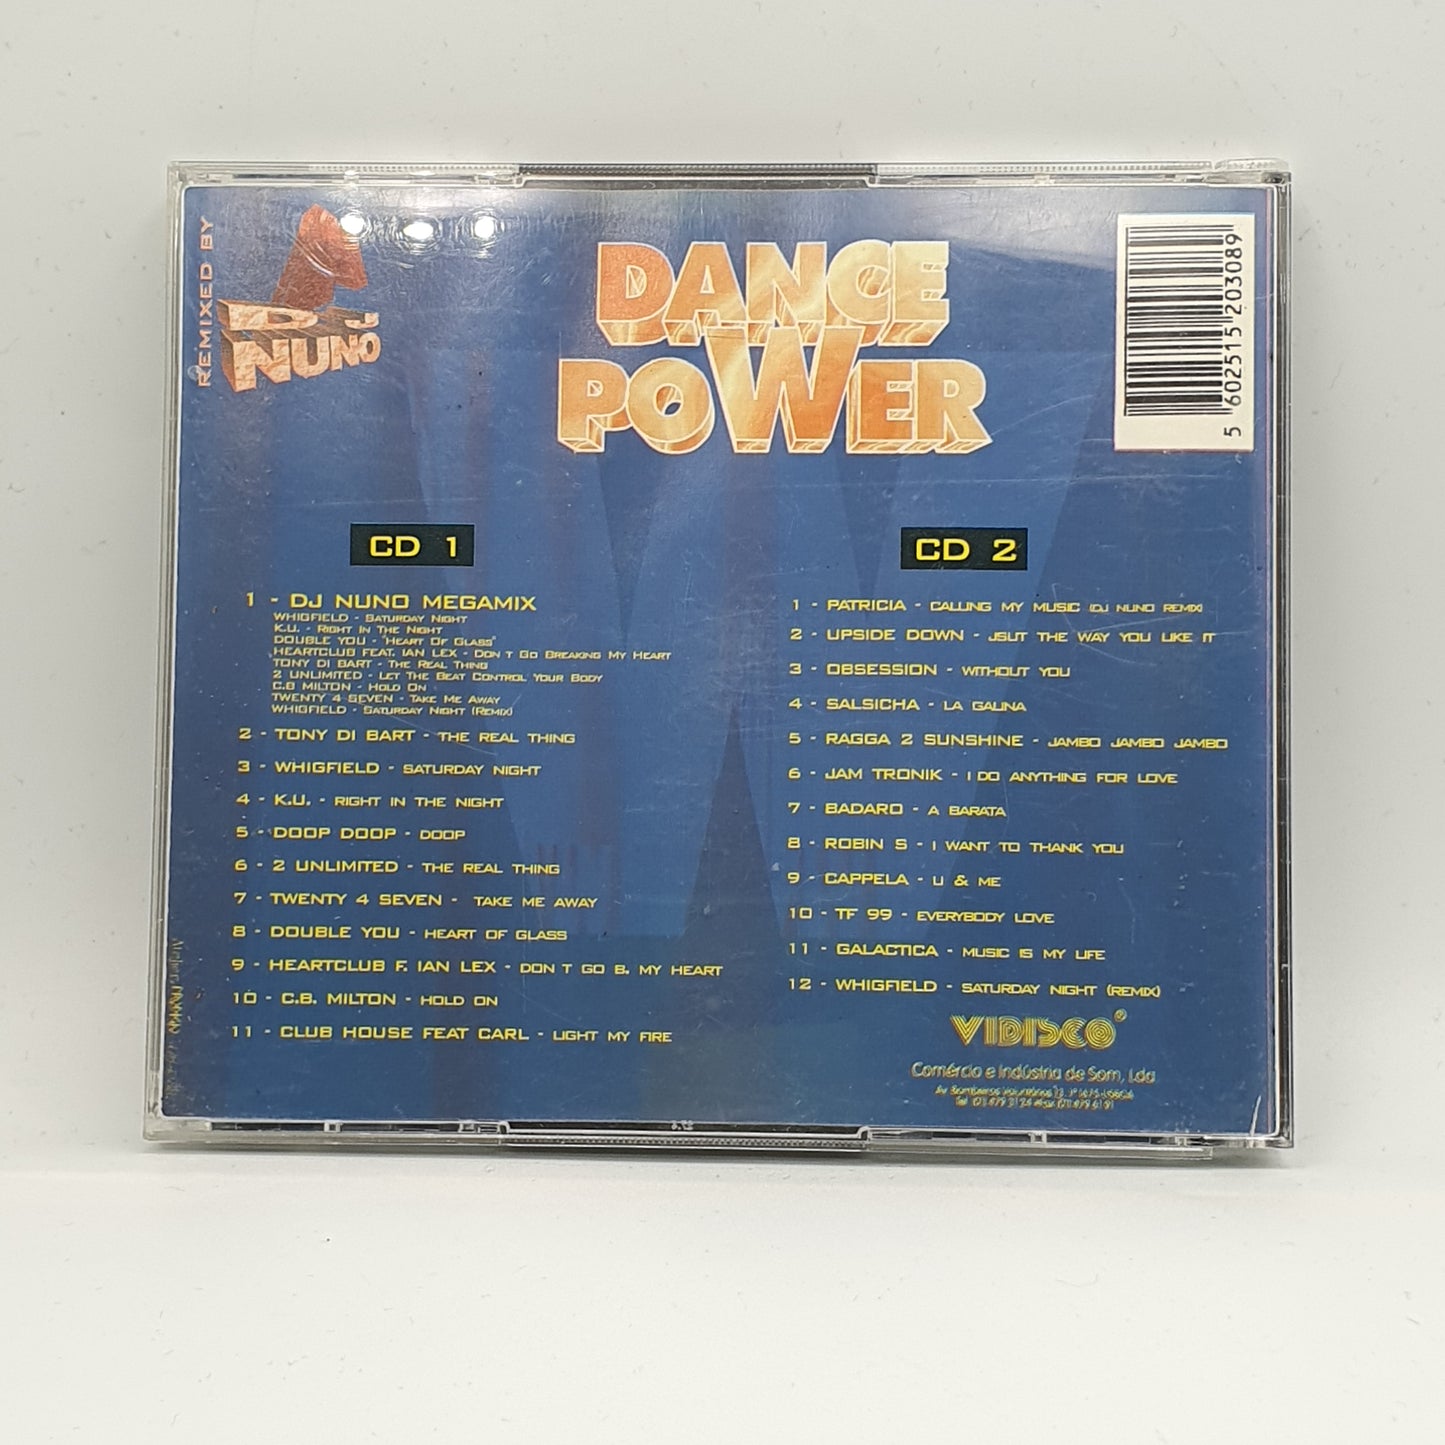 REMIXED BY
DJ
NUNO
DANCE
POWER
5 602515 203089
CD 1
1 - DJ NUNO MEGAMIX
WHIGFIELD - SATURDAY NIGHT
K.U. - RIGHT IN THE NIGHT
DOUBLE YOU - "HEART OF GLASS"
HEARTCLUB FEAT. IAN LEX - DON T GO BREAKING MY HEART
TONY DI BART - THE REAL THING
2 UNLIMITED - LET THE BEAT CONTROL YOUR BODY
C.B MILTON - HOLD ON
TWENTY 4 SEVEN - TAKE ME AWAY
WHIGFIELD - SATURDAY NIGHT (REMIX)
2 - TONY DI BART - THE REAL THING
3 - WHIGFIELD - SATURDAY NIGHT
4 - K.U. - RIGHT IN THE NIGHT
5 - DOOP DOOP - DOOP
6 - 2 UNLIMITED - THE REAL THING
7 - TWENTY 4 SEVEN - TAKE ME AWAY
8 - DOUBLE YOU - HEART OF GLASS
9 - HEARTCLUB F. IAN LEX - DON T GO B. MY HEART
10 - C.B. MILTON - HOLD ON
11 - CLUB HOUSE FEAT CARL - LIGHT MY FIRE
CD 2
1 - PATRICIA - CALLING MY MUSIC (DJ NUNO REMIX)
2 - UPSIDE DOWN - JSUT THE WAY YOU LIKE IT
3 - OBSESSION - WITHOUT YOU
4 - SALSICHA - LA GALINA
5 - RAGGA 2 SUNSHINE - JAMBO JAMBO JAMBO
6 - JAM TRONIK - I DO ANYTHING FOR LOVE
7 - BADARO - A BARATA
8 - ROBIN S - I WANT TO THANK YOU
9 - CAPPELA - U & ME
10 - TF 99 - EVERYBODY LOVE
11 - GALACTICA - MUSIC IS MY LIFE
12 - WHIGFIELD - SATURDAY NIGHT (REMIX)
VIDISCO®
Comércio e Indústria de Som, Lda
Av. Bombeiros Voluntários
Tel. (01) 479 31 24